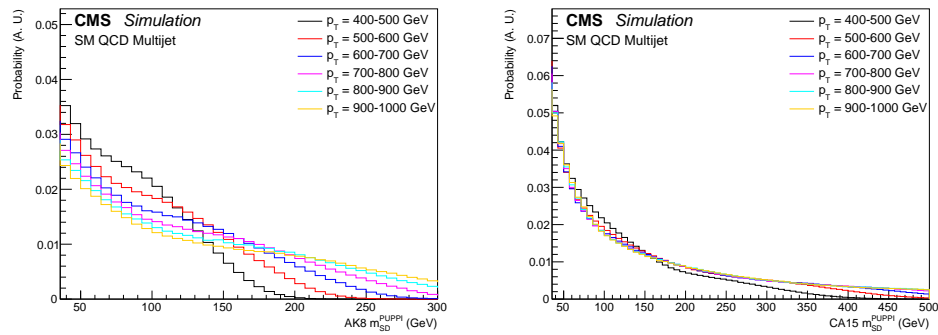 CMS Simulation
SM QCD Multijet
p_T = 400-500 GeV
p_T = 500-600 GeV
p_T = 600-700 GeV
p_T = 700-800 GeV
p_T = 800-900 GeV
p_T = 900-1000 GeV
Probability (A. U.)
0.05
0.04
0.03
0.02
0.01
0
50 100 150 200 250 300
AK8 m_SD^PUPPI (GeV)
CMS Simulation
SM QCD Multijet
p_T = 400-500 GeV
p_T = 500-600 GeV
p_T = 600-700 GeV
p_T = 700-800 GeV
p_T = 800-900 GeV
p_T = 900-1000 GeV
Probability (A. U.)
0.07
0.06
0.05
0.04
0.03
0.02
0.01
0
50 100 150 200 250 300 350 400 450 500
CA15 m_SD^PUPPI (GeV)